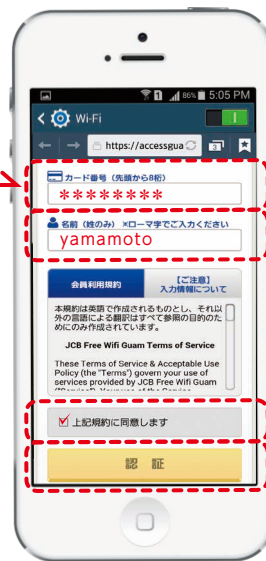 1 86% 5:05 PM
Wi-Fi
https://accessgua
カード番号（先頭から8桁）
********
名前（姓のみ） ※ローマ字でご入力ください
yamamoto
会員利用規約
【ご注意】
入力情報について
本規約は英語で作成されるものとし、それ以
外の言語による翻訳はすべて参照の目的のた
めにのみ作成されています。
JCB Free Wifi Guam Terms of Service
These Terms of Service & Acceptable Use
Policy (the "Terms") govern your use of
services provided by JCB Free Wifi Guam
上記規約に同意します
認 証